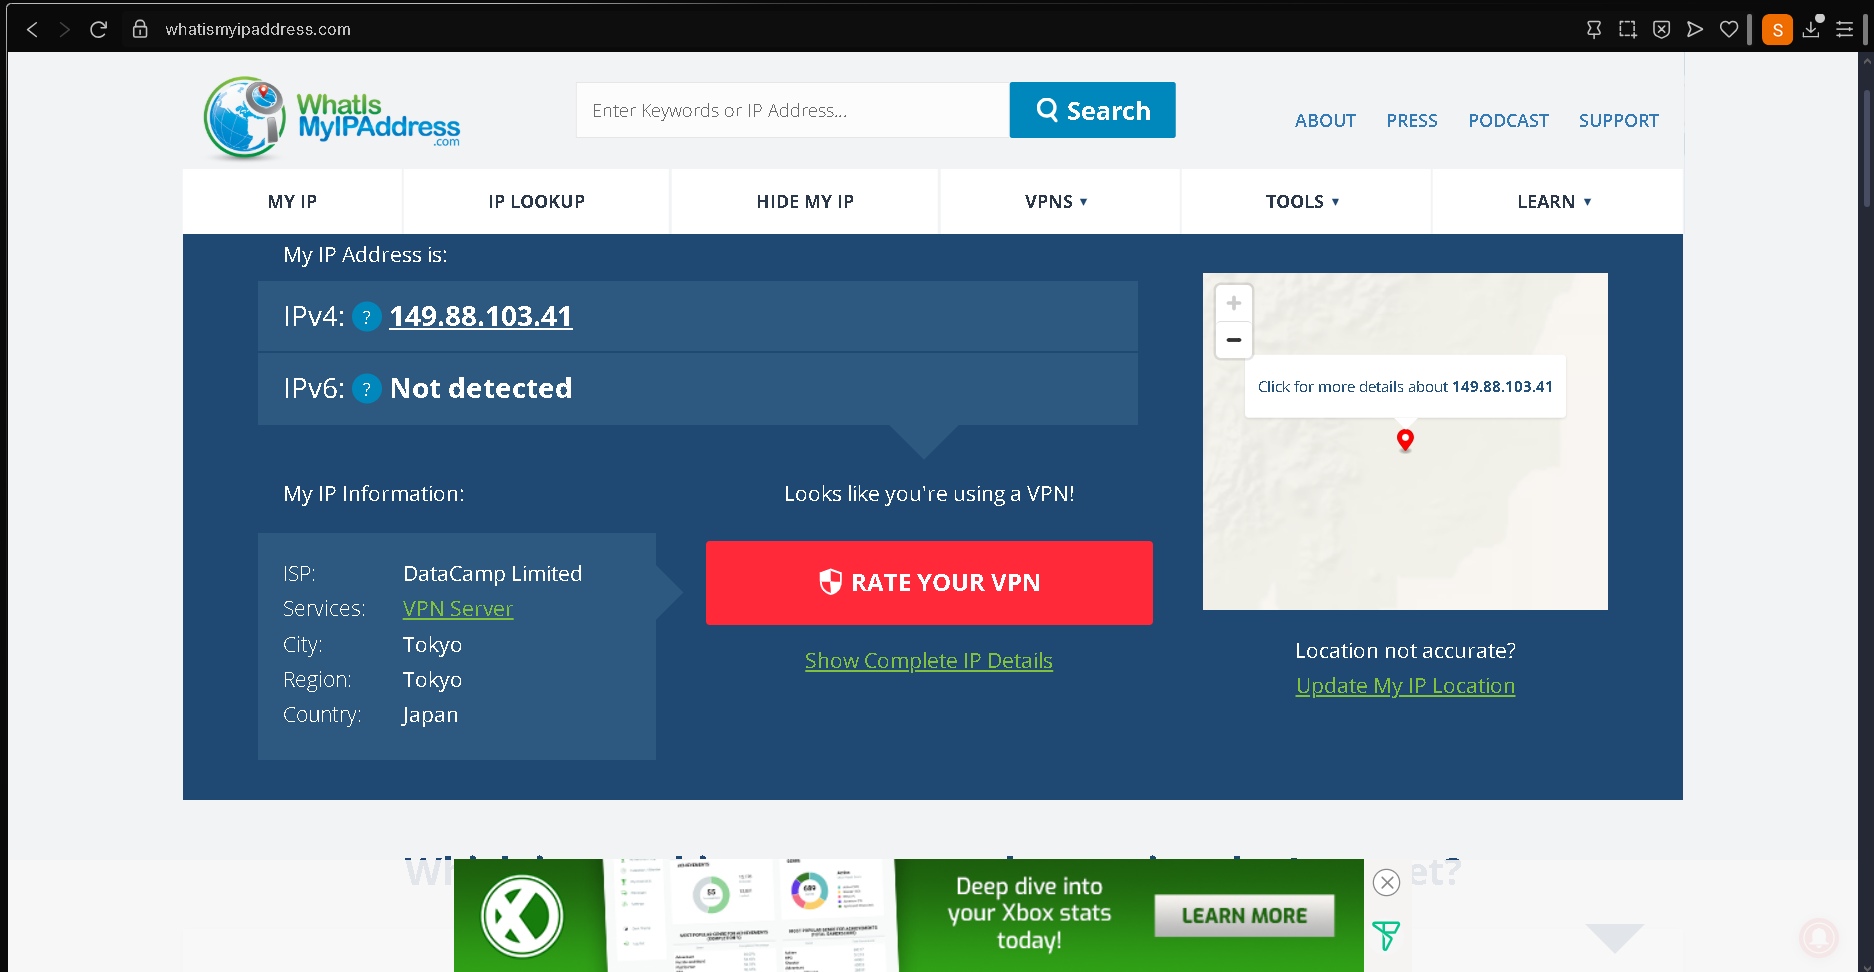 whatismyipaddress.com
S
WhatIs
MyIPAddress
.com
Enter Keywords or IP Address...
Search
ABOUT PRESS PODCAST SUPPORT
MY IP IP LOOKUP HIDE MY IP VPNS ▼ TOOLS ▼ LEARN ▼
My IP Address is:
IPv4: ? 149.88.103.41
IPv6: ? Not detected
Click for more details about 149.88.103.41
My IP Information:
Looks like you're using a VPN!
ISP: DataCamp Limited
Services: VPN Server
City: Tokyo
Region: Tokyo
Country: Japan
RATE YOUR VPN
Show Complete IP Details
Location not accurate?
Update My IP Location
Deep dive into
your Xbox stats
today!
LEARN MORE
55
689